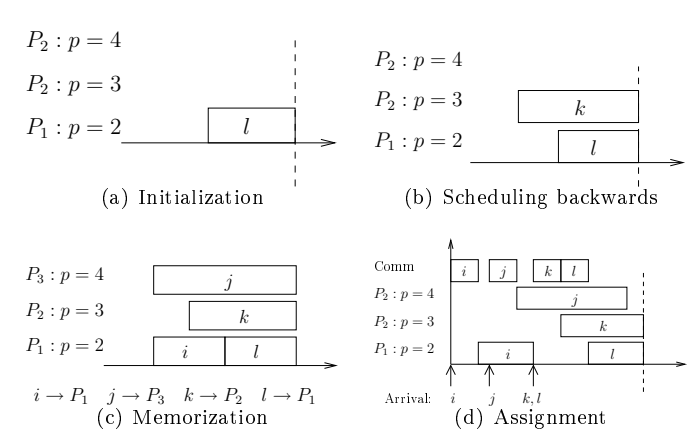 P₂ : p = 4
P₂ : p = 3
P₁ : p = 2
l
(a) Initialization
P₂ : p = 4
P₂ : p = 3
k
P₁ : p = 2
l
(b) Scheduling backwards
P₃ : p = 4
j
P₂ : p = 3
k
P₁ : p = 2
i
l
i → P₁ j → P₃ k → P₂ l → P₁
(c) Memorization
Comm
i
j
k
l
P₂ : p = 4
j
P₂ : p = 3
k
P₁ : p = 2
i
l
Arrival: i j k, l
(d) Assignment